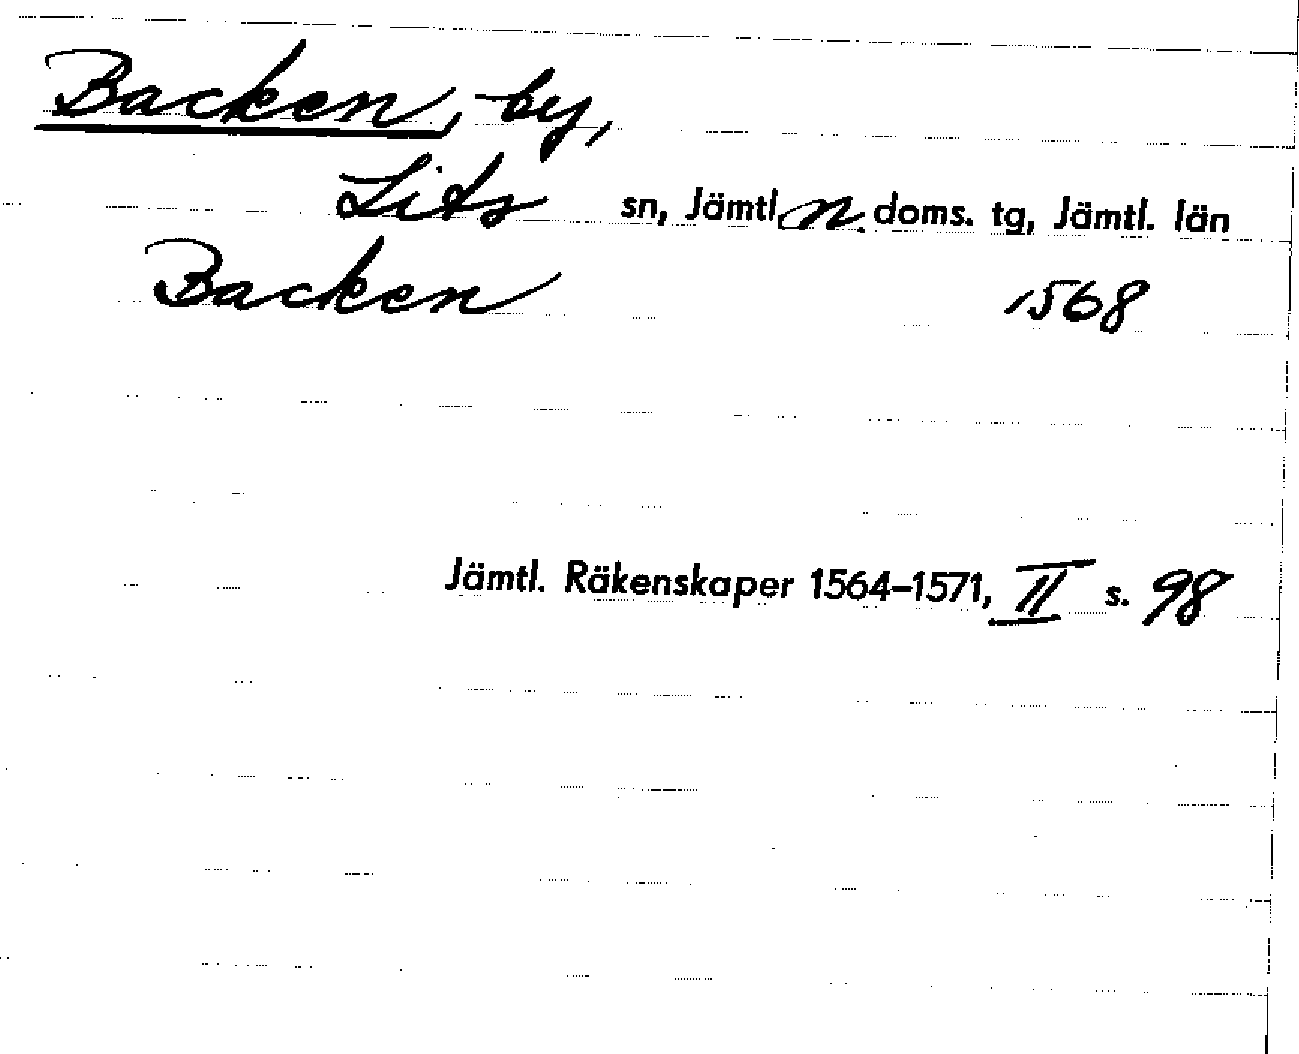 Backen, by,
Lits sn, Jämtl. n. doms. tg, Jämtl. län
Backen 1568
Jämtl. Räkenskaper 1564–1571, II s. 98